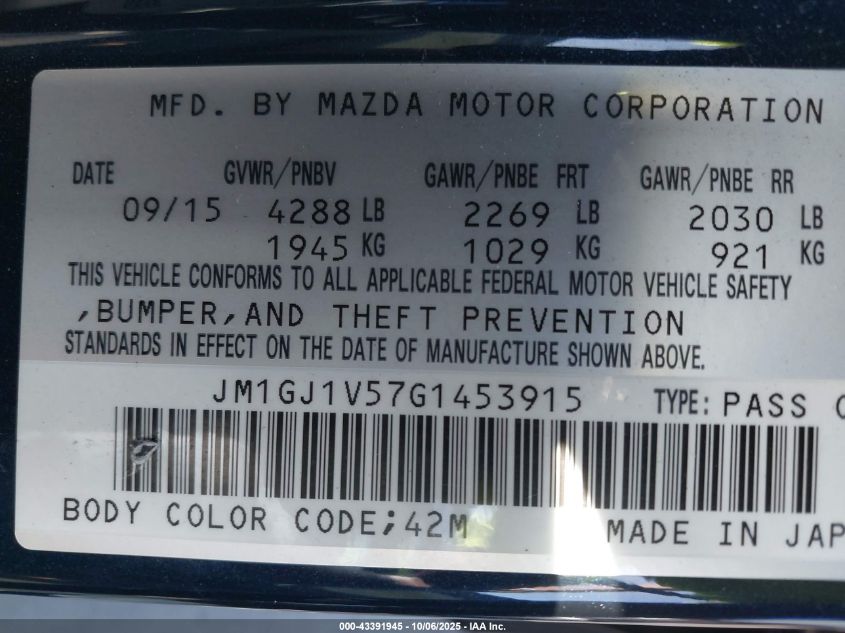 MFD. BY MAZDA MOTOR CORPORATION
DATE GVWR/PNBV GAWR/PNBE FRT GAWR/PNBE RR
09/15 4288 LB 2269 LB 2030 LB
1945 KG 1029 KG 921 KG
THIS VEHICLE CONFORMS TO ALL APPLICABLE FEDERAL MOTOR VEHICLE SAFETY
,BUMPER,AND THEFT PREVENTION
STANDARDS IN EFFECT ON THE DATE OF MANUFACTURE SHOWN ABOVE.
JM1GJ1V57G1453915 TYPE: PASS
BODY COLOR CODE;42M MADE IN JAP
000-43391945 - 10/06/2025 - IAA Inc.